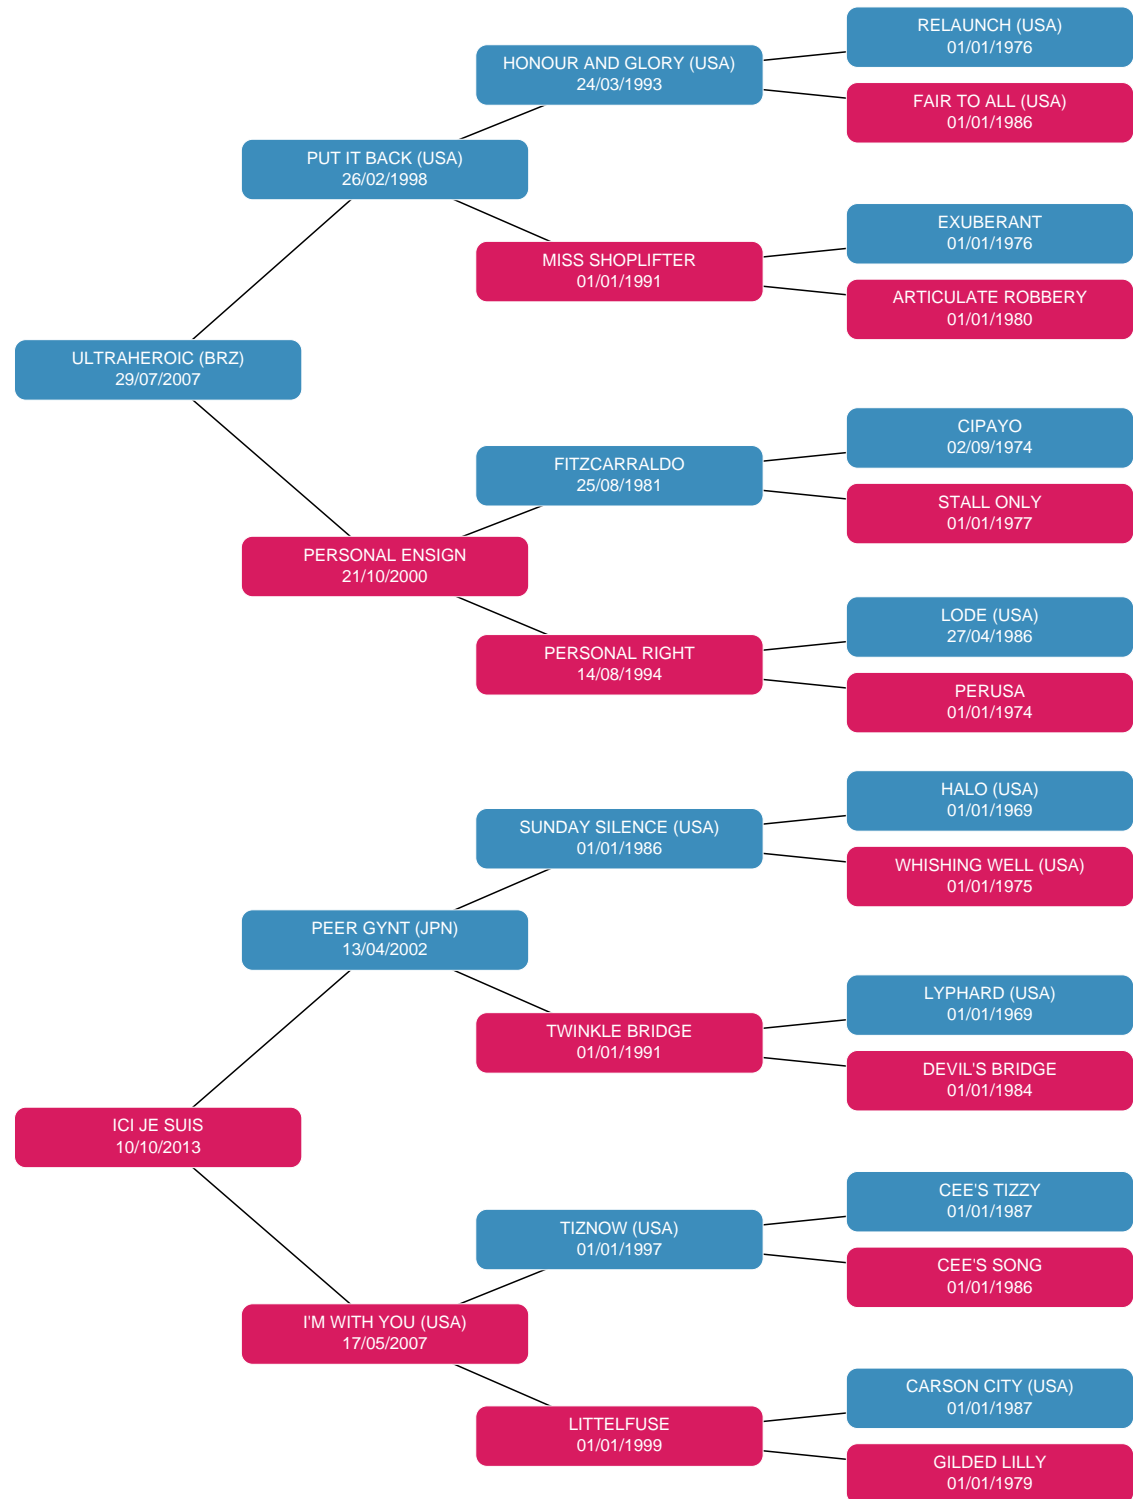 RELAUNCH (USA)
01/01/1976
HONOUR AND GLORY (USA)
24/03/1993
FAIR TO ALL (USA)
01/01/1986
PUT IT BACK (USA)
26/02/1998
EXUBERANT
01/01/1976
MISS SHOPLIFTER
01/01/1991
ARTICULATE ROBBERY
01/01/1980
ULTRAHEROIC (BRZ)
29/07/2007
CIPAYO
02/09/1974
FITZCARRALDO
25/08/1981
STALL ONLY
01/01/1977
PERSONAL ENSIGN
21/10/2000
LODE (USA)
27/04/1986
PERSONAL RIGHT
14/08/1994
PERUSA
01/01/1974
HALO (USA)
01/01/1969
SUNDAY SILENCE (USA)
01/01/1986
WHISHING WELL (USA)
01/01/1975
PEER GYNT (JPN)
13/04/2002
LYPHARD (USA)
01/01/1969
TWINKLE BRIDGE
01/01/1991
DEVIL'S BRIDGE
01/01/1984
ICI JE SUIS
10/10/2013
CEE'S TIZZY
01/01/1987
TIZNOW (USA)
01/01/1997
CEE'S SONG
01/01/1986
I'M WITH YOU (USA)
17/05/2007
CARSON CITY (USA)
01/01/1987
LITTELFUSE
01/01/1999
GILDED LILLY
01/01/1979